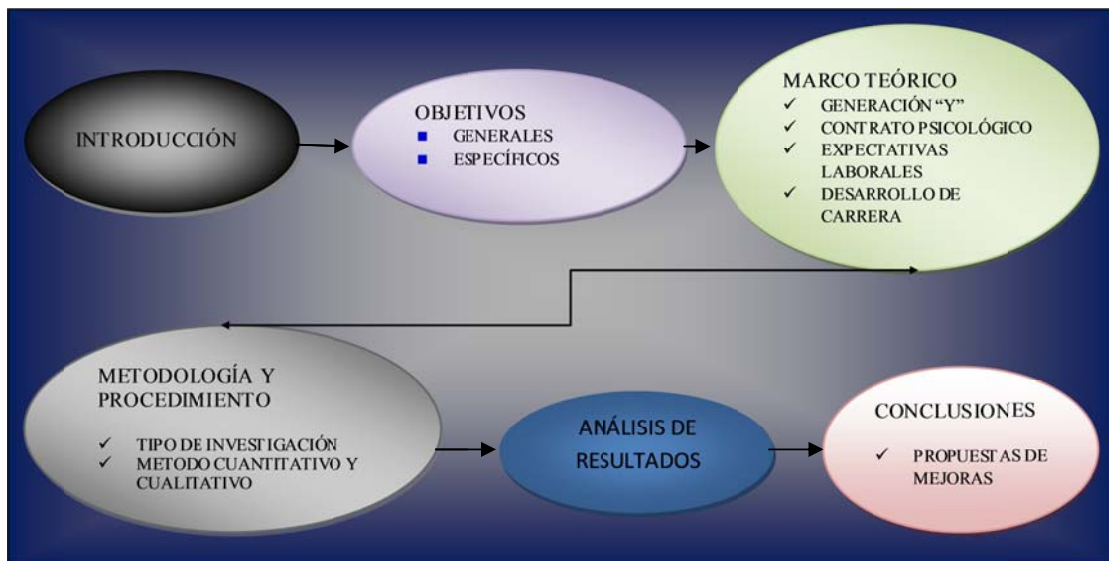 INTRODUCCIÓN
OBJETIVOS
GENERALES
ESPECÍFICOS
MARCO TEÓRICO
✓ GENERACIÓN “Y”
✓ CONTRATO PSICOLÓGICO
✓ EXPECTATIVAS
LABORALES
✓ DESARROLLO DE
CARRERA
METODOLOGÍA Y
PROCEDIMIENTO
✓ TIPO DE INVESTIGACIÓN
✓ METODO CUANTITATIVO Y
CUALITATIVO
ANÁLISIS DE
RESULTADOS
CONCLUSIONES
✓ PROPUESTAS DE
MEJORAS